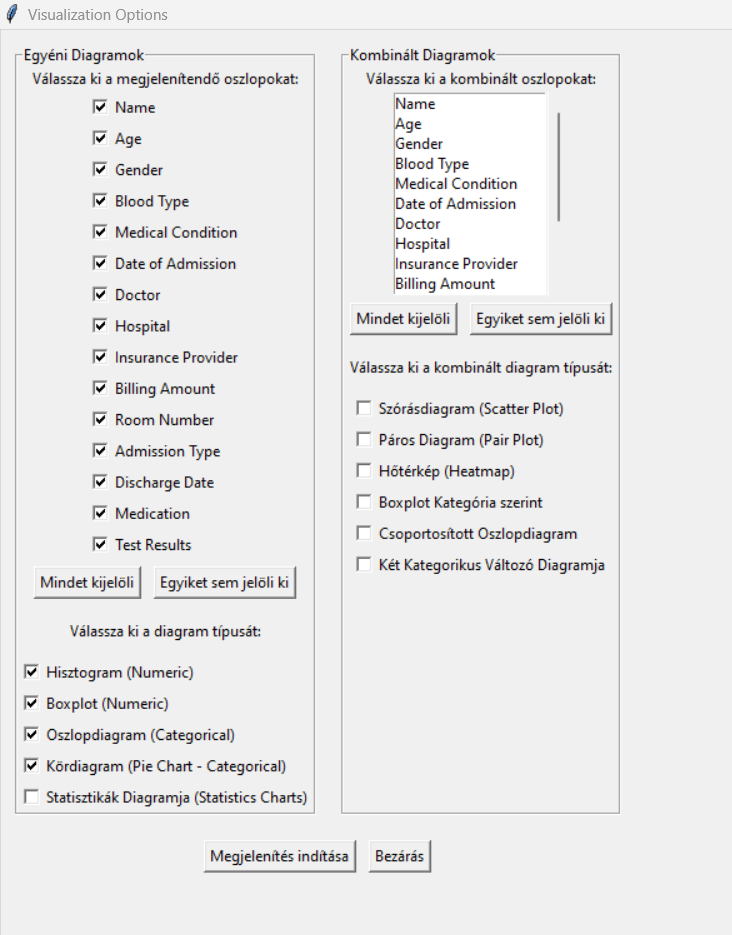 Visualization Options
Egyéni Diagramok
Válassza ki a megjelenítendő oszlopokat:
Name
Age
Gender
Blood Type
Medical Condition
Date of Admission
Doctor
Hospital
Insurance Provider
Billing Amount
Room Number
Admission Type
Discharge Date
Medication
Test Results
Mindet kijelöli
Egyiket sem jelöli ki
Válassza ki a diagram típusát:
Hisztogram (Numeric)
Boxplot (Numeric)
Oszlopdiagram (Categorical)
Kördiagram (Pie Chart - Categorical)
Statisztikák Diagramja (Statistics Charts)
Kombinált Diagramok
Válassza ki a kombinált oszlopokat:
Name
Age
Gender
Blood Type
Medical Condition
Date of Admission
Doctor
Hospital
Insurance Provider
Billing Amount
Mindet kijelöli
Egyiket sem jelöli ki
Válassza ki a kombinált diagram típusát:
Szórásdiagram (Scatter Plot)
Páros Diagram (Pair Plot)
Hőtérkép (Heatmap)
Boxplot Kategória szerint
Csoportosított Oszlopdiagram
Két Kategorikus Változó Diagramja
Megjelenítés indítása
Bezárás